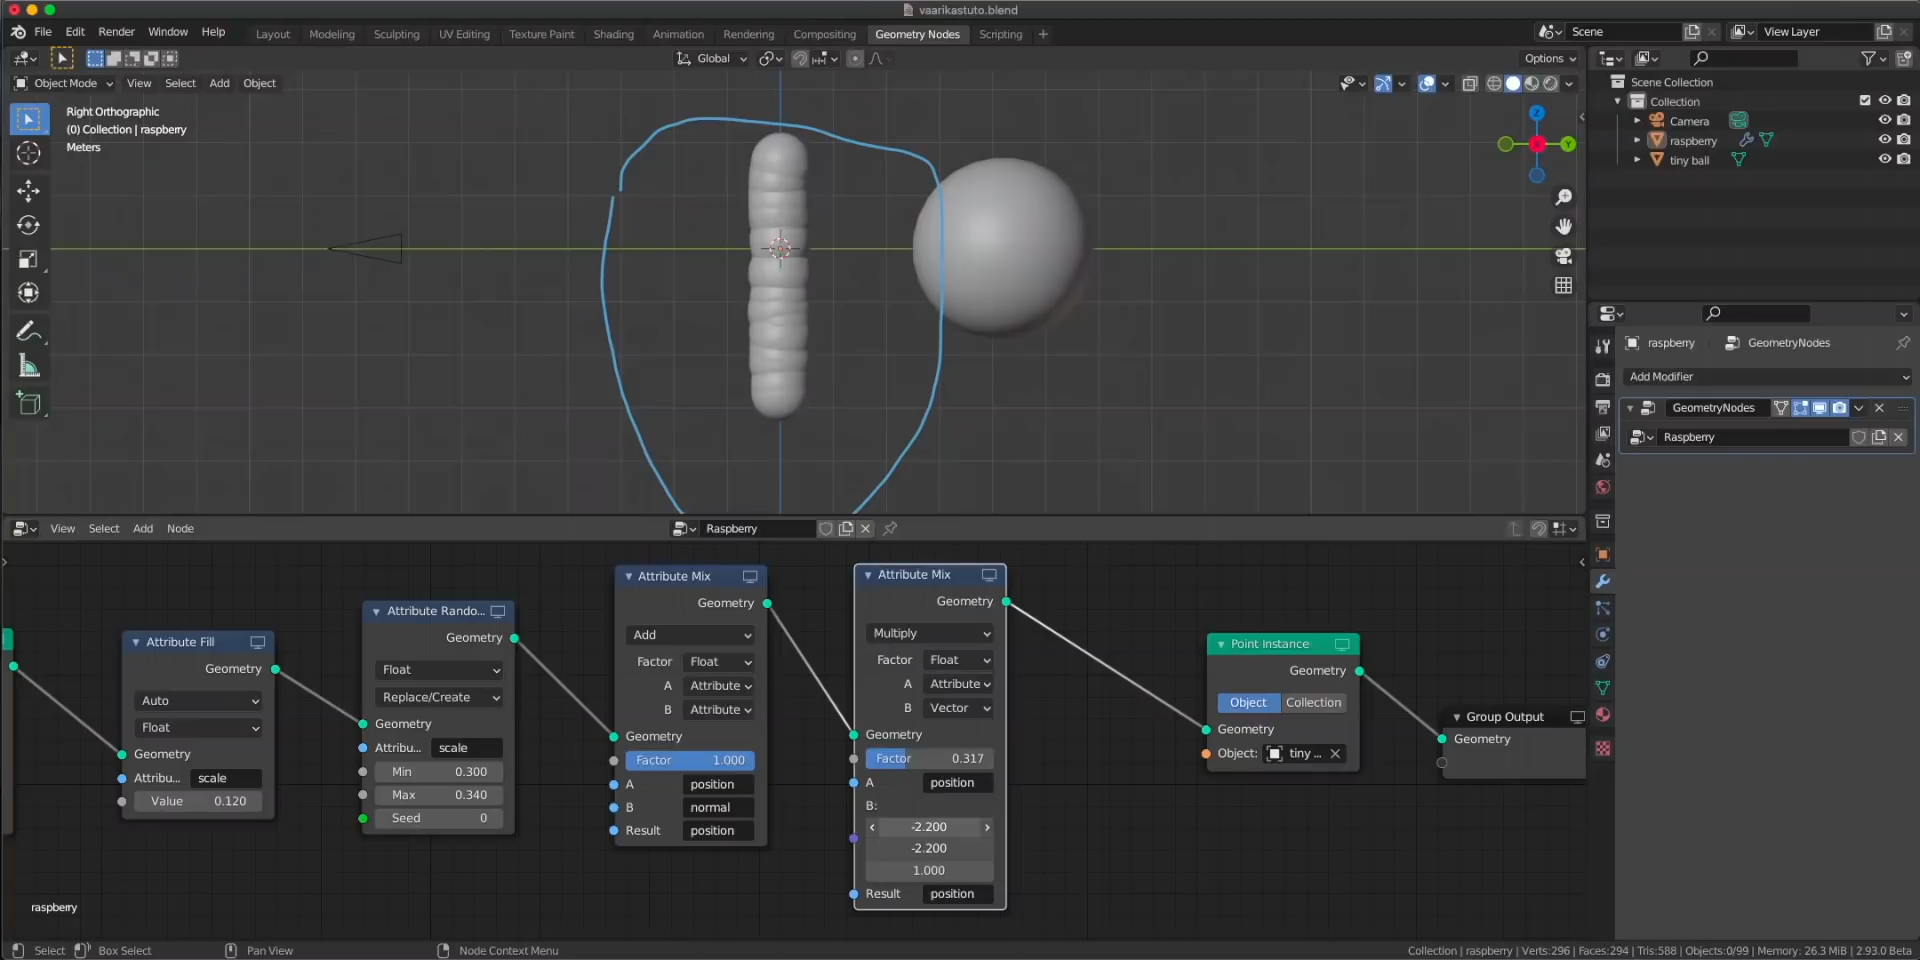 vaarikastuto.blend
File Edit Render Window Help Layout Modeling Sculpting UV Editing Texture Paint Shading Animation Rendering Compositing Geometry Nodes Scripting + Scene View Layer
Global Options
Object Mode View Select Add Object
Right Orthographic
(0) Collection | raspberry
Meters
Z
Y
X
Scene Collection
Collection
Camera
raspberry
tiny ball
raspberry GeometryNodes
Add Modifier
GeometryNodes
Raspberry
View Select Add Node Raspberry
Attribute Fill
Geometry
Auto
Float
Geometry
Attribu... scale
Value 0.120
Attribute Rando...
Geometry
Float
Replace/Create
Geometry
Attribu... scale
Min 0.300
Max 0.340
Seed 0
Attribute Mix
Geometry
Add
Factor Float
A Attribute
B Attribute
Geometry
Factor 1.000
A position
B normal
Result position
Attribute Mix
Geometry
Multiply
Factor Float
A Attribute
B Vector
Geometry
Factor 0.317
A position
B:
-2.200
-2.200
1.000
Result position
Point Instance
Geometry
Object Collection
Geometry
Object: tiny ...
Group Output
Geometry
raspberry
Select Box Select Pan View Node Context Menu Collection | raspberry | Verts:296 | Faces:294 | Tris:588 | Objects:0/99 | Memory: 26.3 MiB | 2.93.0 Beta